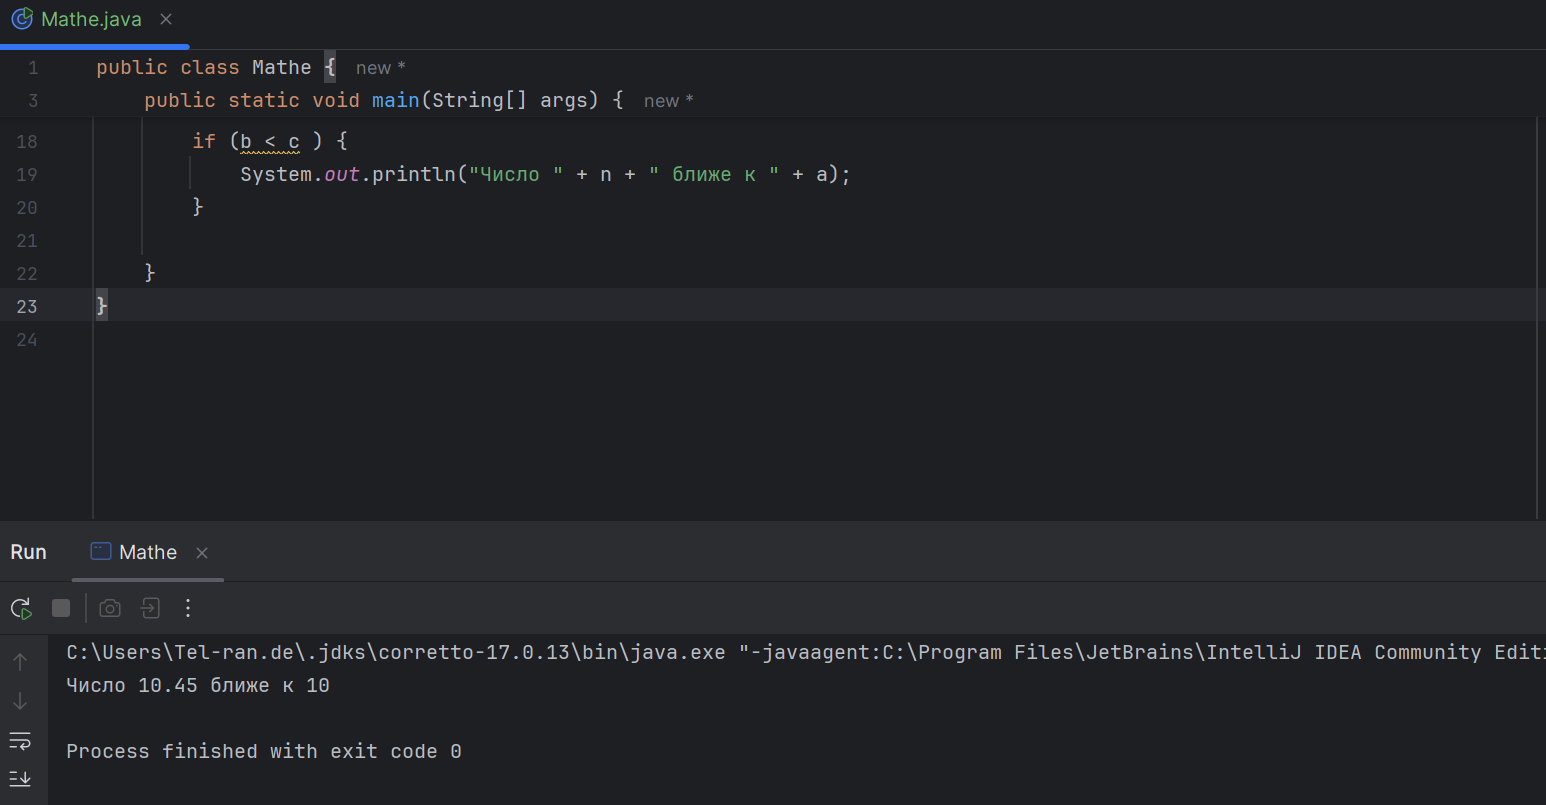 Mathe.java
1 public class Mathe { new *
3 public static void main(String[] args) { new *
18 if (b < c ) {
19 System.out.println("Число " + n + " ближе к " + a);
20 }
21
22 }
23 }
24
Run Mathe
C:\Users\Tel-ran.de\.jdks\corretto-17.0.13\bin\java.exe "-javaagent:C:\Program Files\JetBrains\IntelliJ IDEA Community Editi
Число 10.45 ближе к 10
Process finished with exit code 0